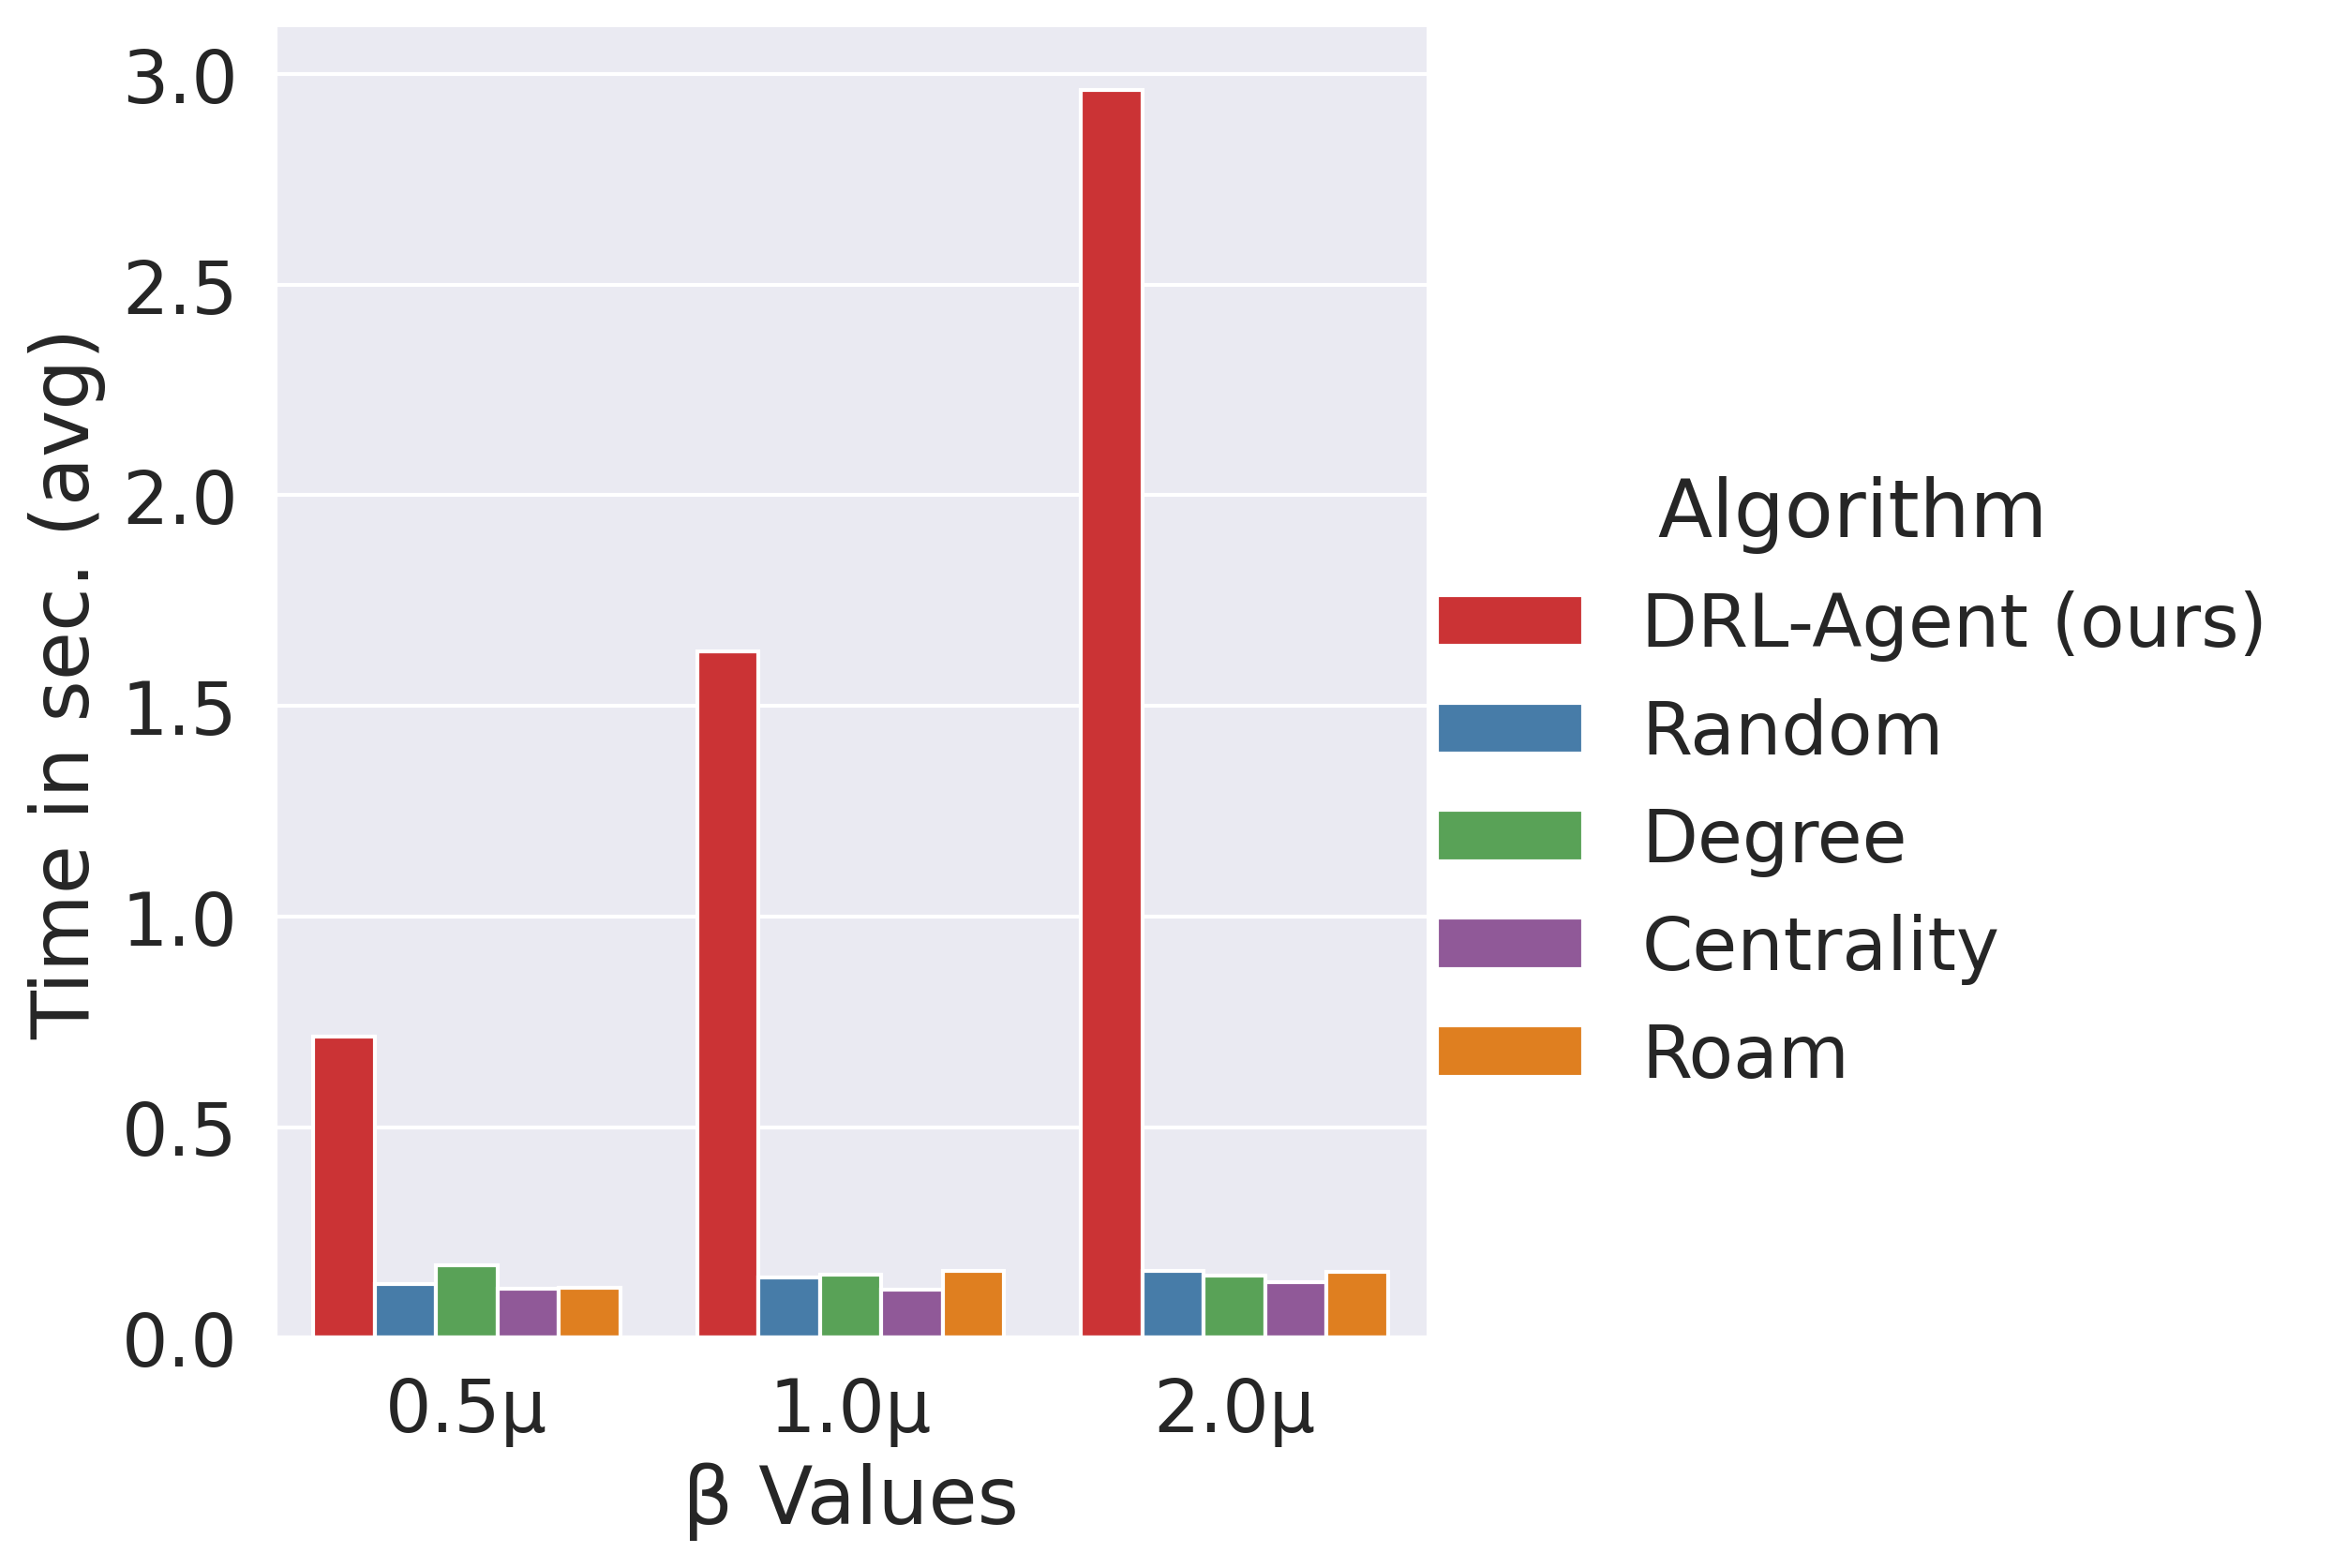 Time in sec. (avg)
3.0
2.5
2.0
1.5
1.0
0.5
0.0
0.5μ 1.0μ 2.0μ
β Values
Algorithm
DRL-Agent (ours)
Random
Degree
Centrality
Roam